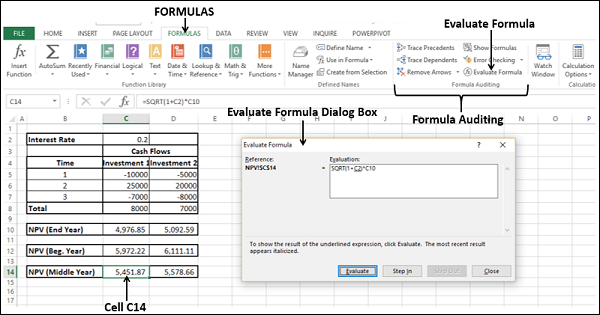 FORMULAS
Evaluate Formula
FILE HOME INSERT PAGE LAYOUT FORMULAS DATA REVIEW VIEW INQUIRE POWERPIVOT
Insert Function
AutoSum Recently Used Financial Logical Text Date & Time Lookup & Reference Math & Trig More Functions
Function Library
Name Manager
Define Name
Use in Formula
Create from Selection
Defined Names
Trace Precedents
Trace Dependents
Remove Arrows
Show Formulas
Error Checking
Evaluate Formula
Formula Auditing
Watch Window
Calculation Options
C14 =SQRT(1+C2)*C10
Evaluate Formula Dialog Box
Formula Auditing
A B C D E F G H I J K L M N
1
2 Interest Rate 0.2
3 Cash Flows
4 Time Investment 1 Investment 2
5 1 -10000 -5000
6 2 25000 20000
7 3 -7000 -8000
8 Total 8000 7000
9
10 NPV (End Year) 4,976.85 5,092.59
11
12 NPV (Beg. Year) 5,972.22 6,111.11
13
14 NPV (Middle Year) 5,451.87 5,578.66
15
16
17
Cell C14
Evaluate Formula
Reference: Evaluation:
NPV!$C$14 = SQRT(1+C2)*C10
To show the result of the underlined expression, click Evaluate. The most recent result
appears italicized.
Evaluate Step In Step Out Close